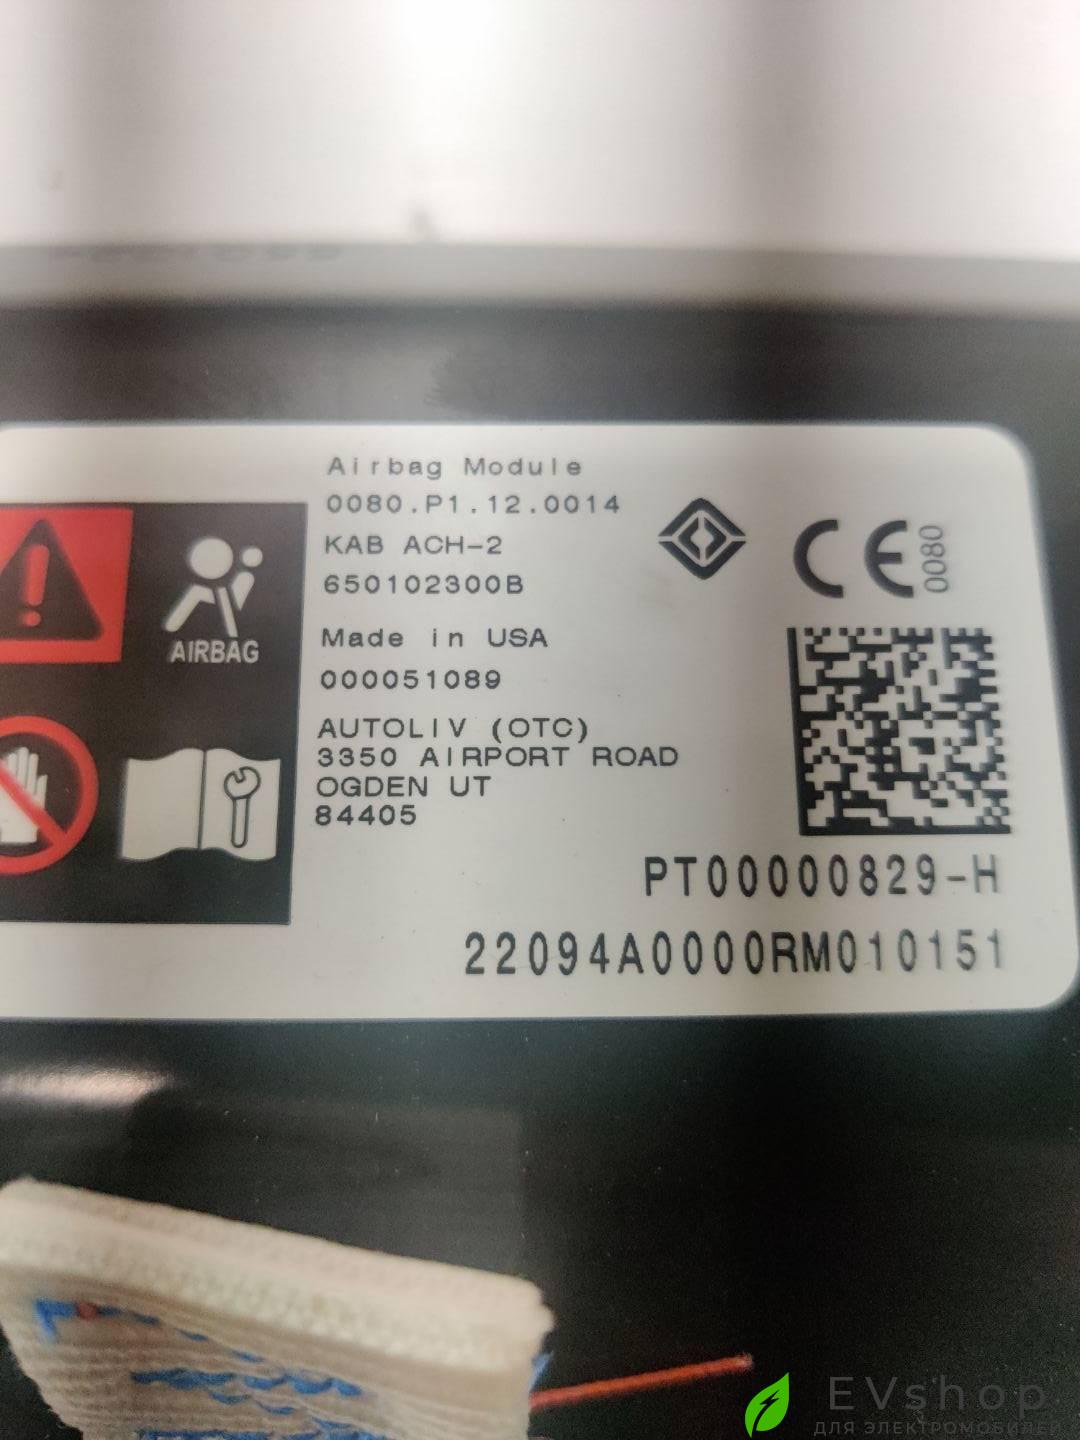 Airbag Module
0080.P1.12.0014
KAB ACH-2
650102300B
Made in USA
000051089
AUTOLIV (OTC)
3350 AIRPORT ROAD
OGDEN UT
84405
AIRBAG
CE 0080
PT00000829-H
22094A0000RM010151
EVshop
ДЛЯ ЭЛЕКТРОМОБИЛЕЙ